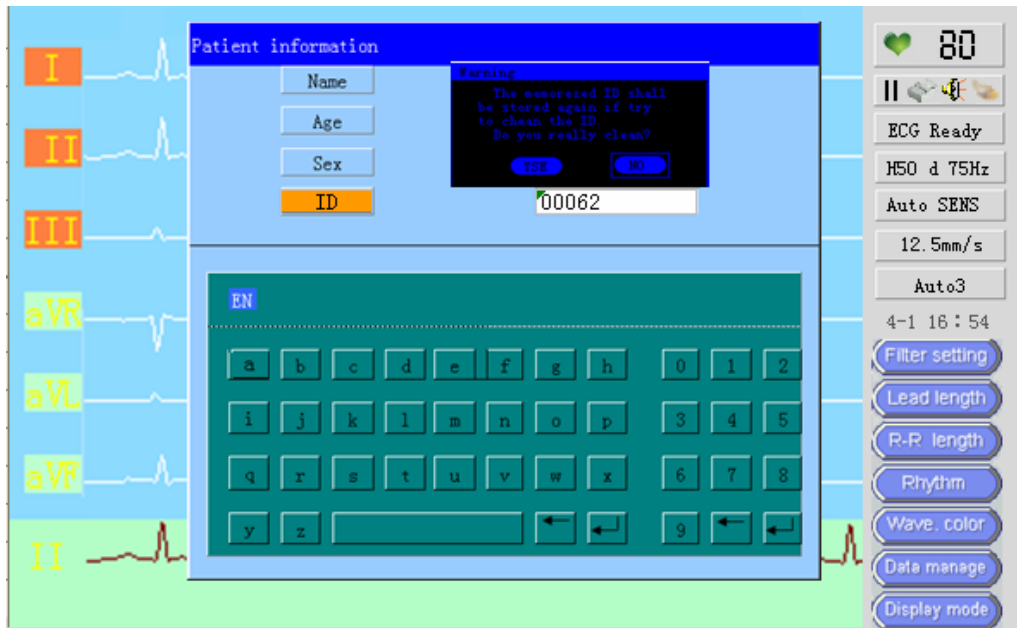 I
II
III
aVR
aVL
aVF
II
Patient information
Name
Age
Sex
ID
Warning
The memorezed ID shall
be stored again if try
to chean the ID.
Do you really clean?
YSE
NO
00062
EN
a b c d e f g h 0 1 2
i j k l m n o p 3 4 5
q r s t u v w x 6 7 8
y z 9
80
ECG Ready
H50 d 75Hz
Auto SENS
12.5mm/s
Auto3
4-1 16:54
Filter setting
Lead length
R-R length
Rhythm
Wave. color
Data manage
Display mode